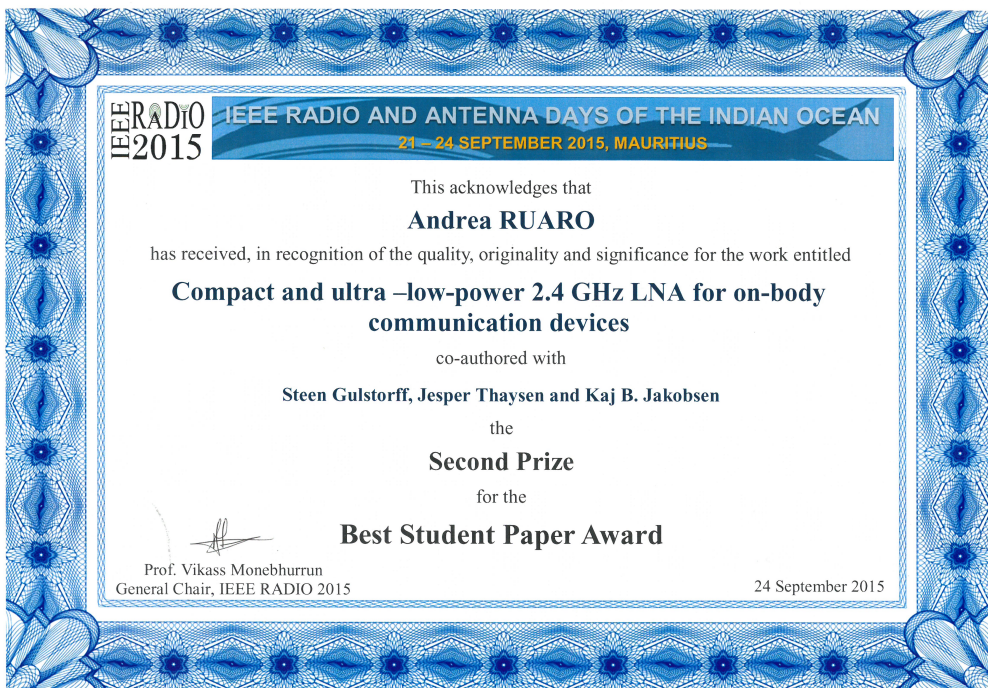 IEEE RADIO 2015
IEEE RADIO AND ANTENNA DAYS OF THE INDIAN OCEAN
21 – 24 SEPTEMBER 2015, MAURITIUS
This acknowledges that
Andrea RUARO
has received, in recognition of the quality, originality and significance for the work entitled
Compact and ultra –low-power 2.4 GHz LNA for on-body
communication devices
co-authored with
Steen Gulstorff, Jesper Thaysen and Kaj B. Jakobsen
the
Second Prize
for the
Best Student Paper Award
Prof. Vikass Monebhurrun
General Chair, IEEE RADIO 2015
24 September 2015